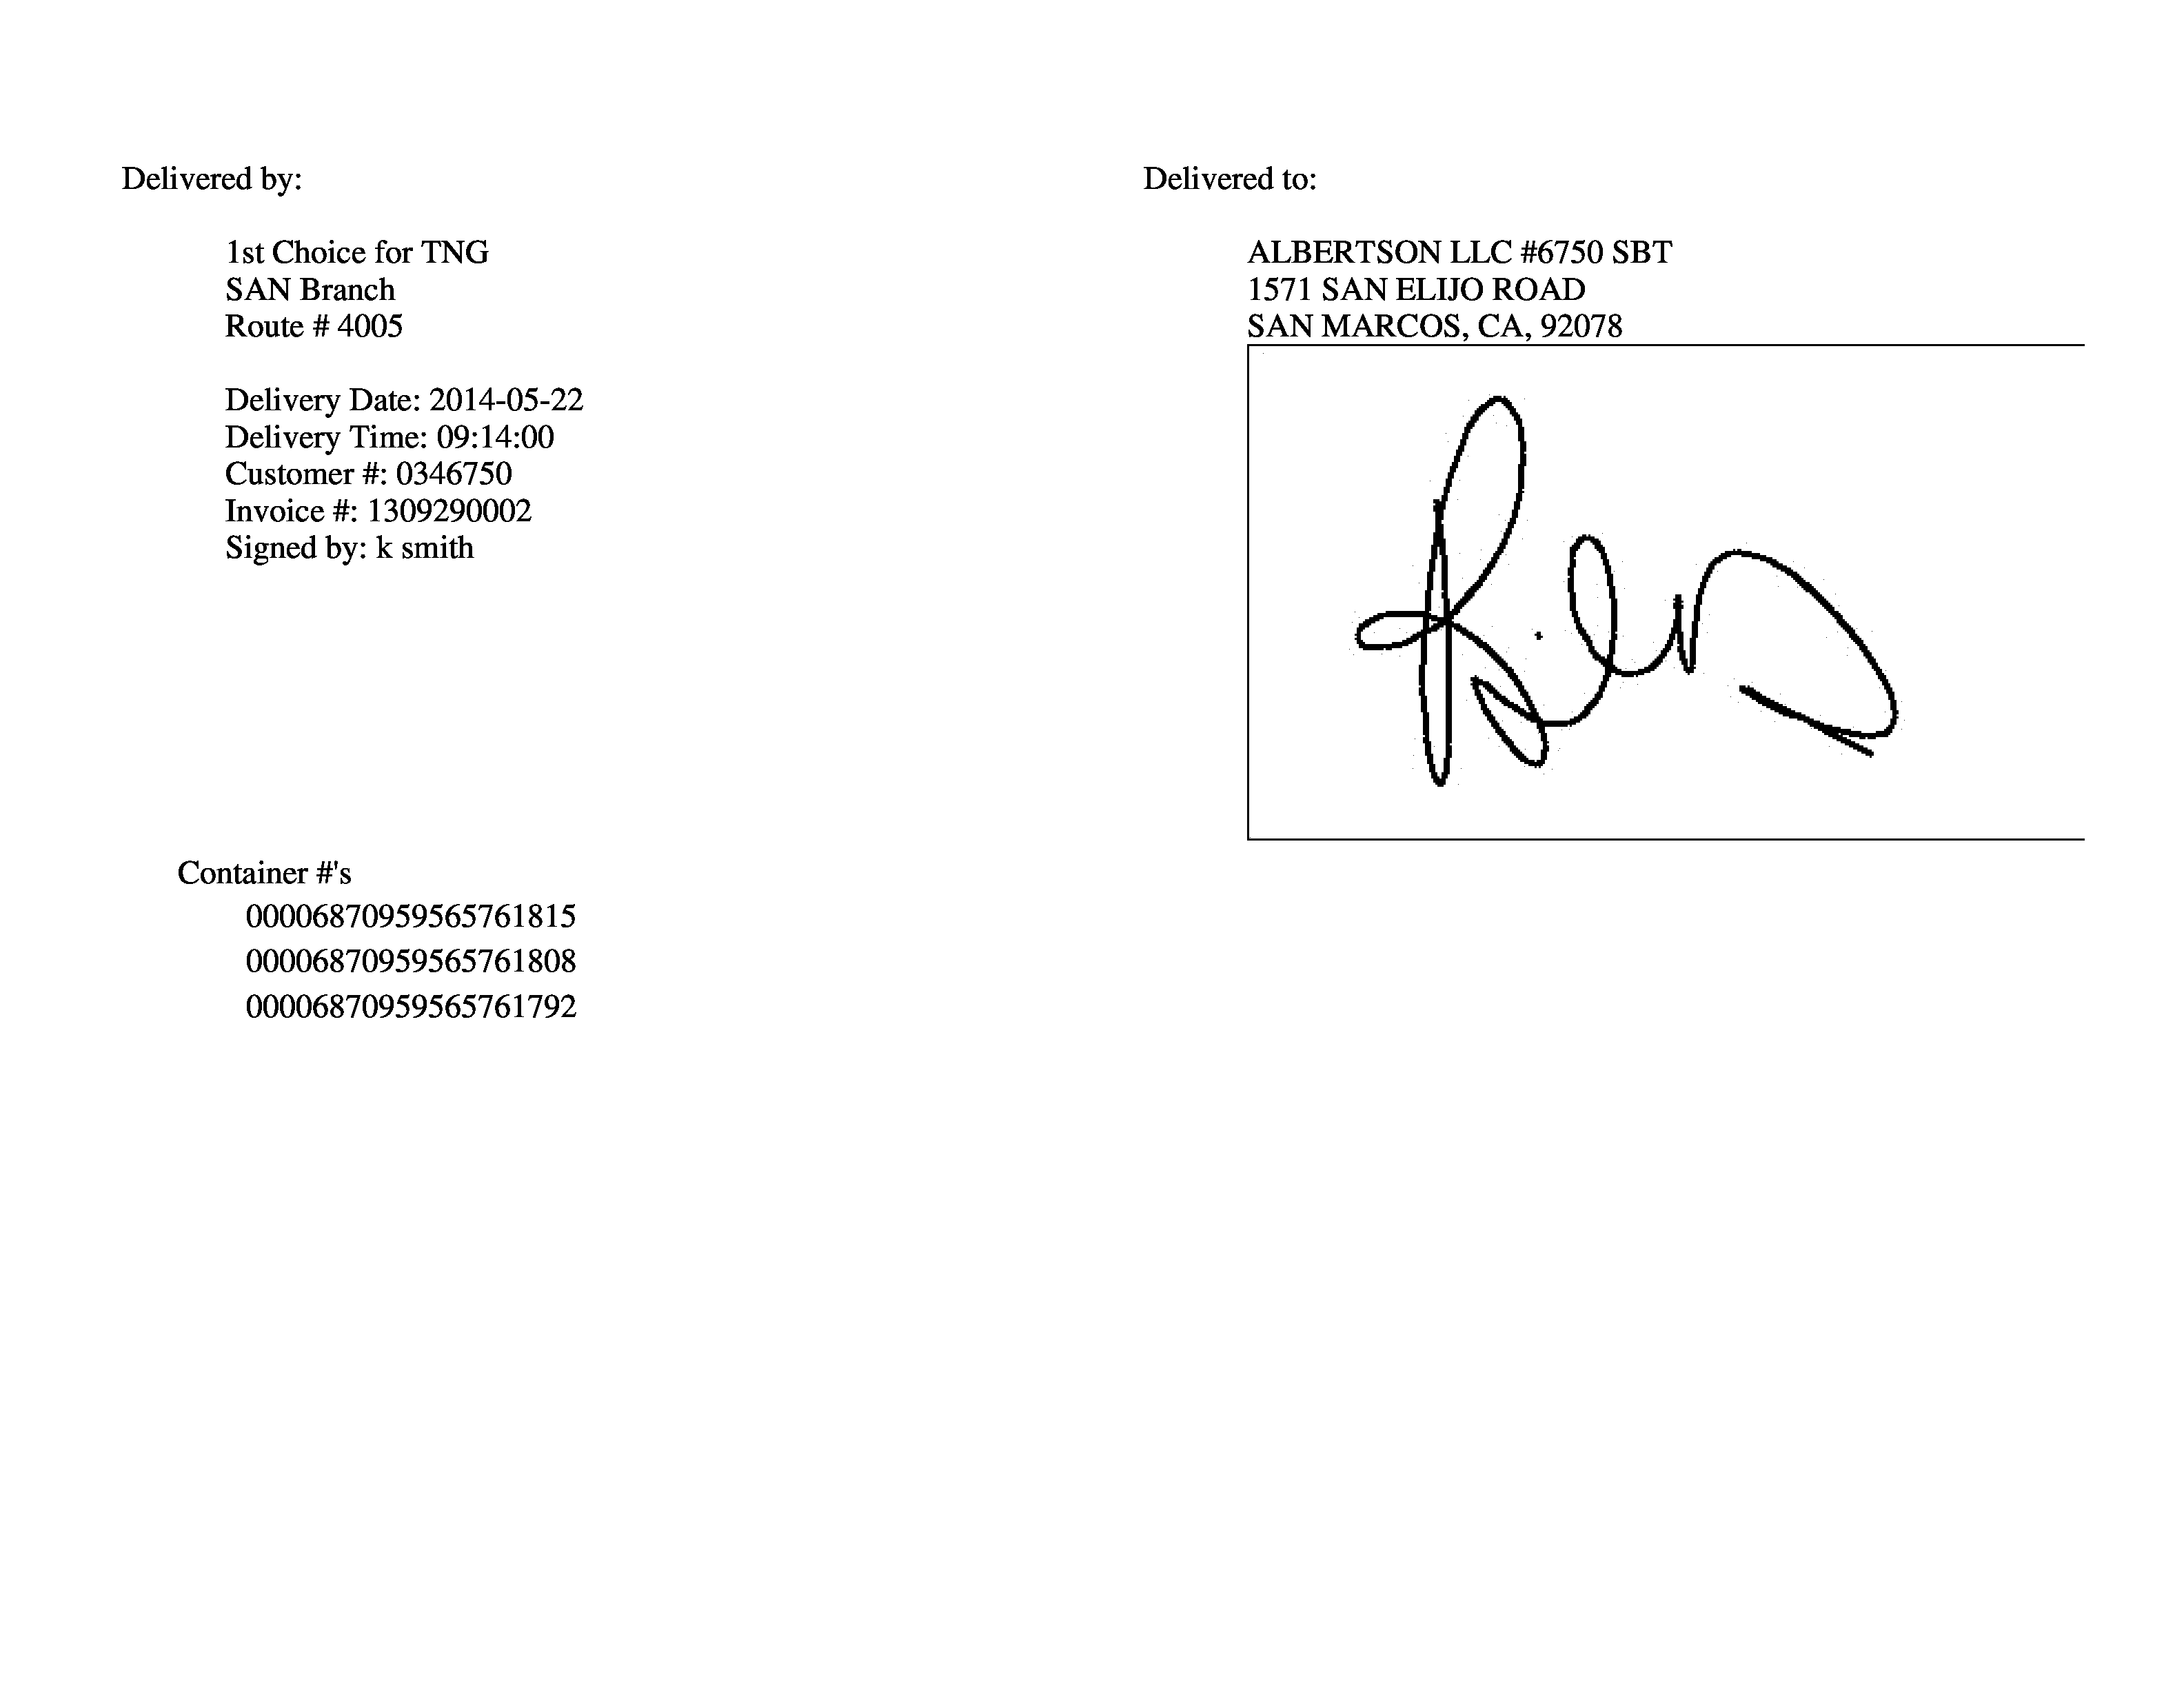 Delivered by:
1st Choice for TNG
SAN Branch
Route # 4005
Delivery Date: 2014-05-22
Delivery Time: 09:14:00
Customer #: 0346750
Invoice #: 1309290002
Signed by: k smith
Delivered to:
ALBERTSON LLC #6750 SBT
1571 SAN ELIJO ROAD
SAN MARCOS, CA, 92078
Container #'s
00006870959565761815
00006870959565761808
00006870959565761792